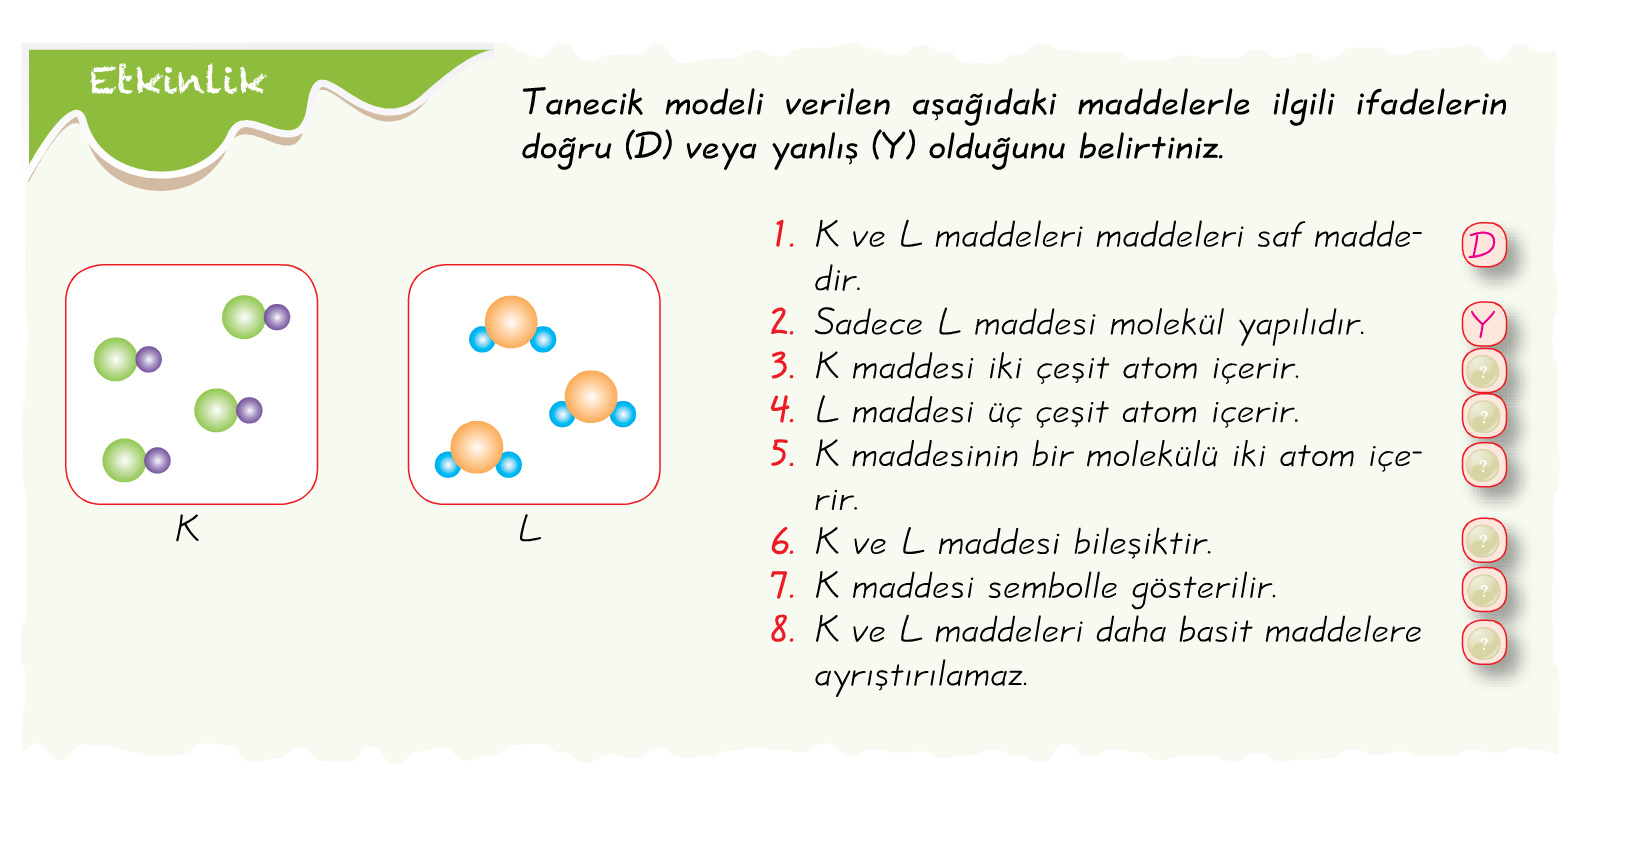 Etkinlik
Tanecik modeli verilen aşağıdaki maddelerle ilgili ifadelerin
doğru (D) veya yanlış (Y) olduğunu belirtiniz.
1. K ve L maddeleri maddeleri saf madde-
dir.
D
2. Sadece L maddesi molekül yapılıdır.
Y
3. K maddesi iki çeşit atom içerir.
?
4. L maddesi üç çeşit atom içerir.
?
5. K maddesinin bir molekülü iki atom içe-
rir.
?
6. K ve L maddesi bileşiktir.
?
7. K maddesi sembolle gösterilir.
?
8. K ve L maddeleri daha basit maddelere
ayrıştırılamaz.
?
K
L